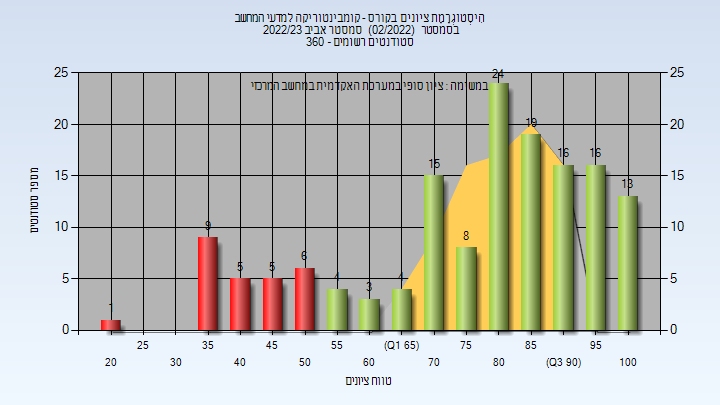 היסטוגרמת ציונים בקורס - קומבינטוריקה למדעי המחשב
בסמסטר (02/2022) סמסטר אביב 2022/23
סטודנטים רשומים - 360
במשימה : ציון סופי במערכת האקדמית במחשב המרכזי
מספר סטודנטים
25 25
20 20
15 15
10 10
5 5
0 0
1 9 5 5 6 4 3 4 15 8 24 19 16 16 13
25 35 45 55 (Q1 65) 75 85 95
20 30 40 50 60 70 80 (Q3 90) 100
טווח ציונים